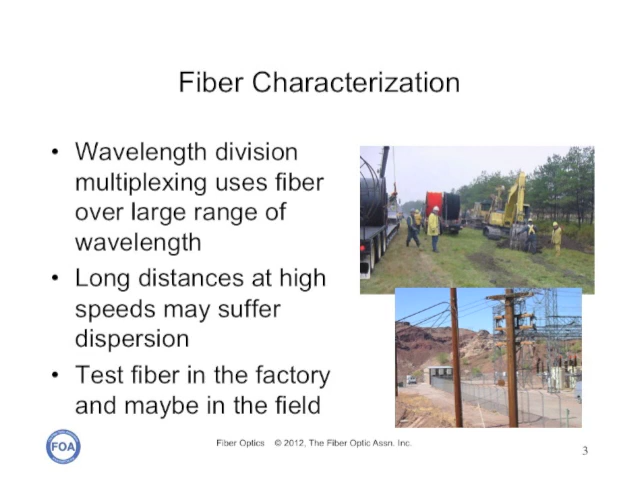 Fiber Characterization
• Wavelength division
multiplexing uses fiber
over large range of
wavelength
• Long distances at high
speeds may suffer
dispersion
• Test fiber in the factory
and maybe in the field
FOA
Fiber Optics © 2012, The Fiber Optic Assn. Inc.
3